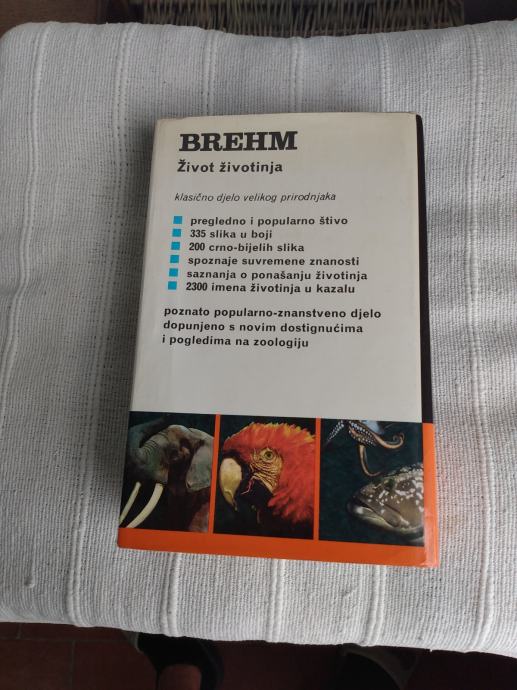 BREHM
Život životinja
klasično djelo velikog prirodnjaka
pregledno i popularno štivo
335 slika u boji
200 crno-bijelih slika
spoznaje suvremene znanosti
saznanja o ponašanju životinja
2300 imena životinja u kazalu
poznato popularno-znanstveno djelo
dopunjeno s novim dostignućima
i pogledima na zoologiju